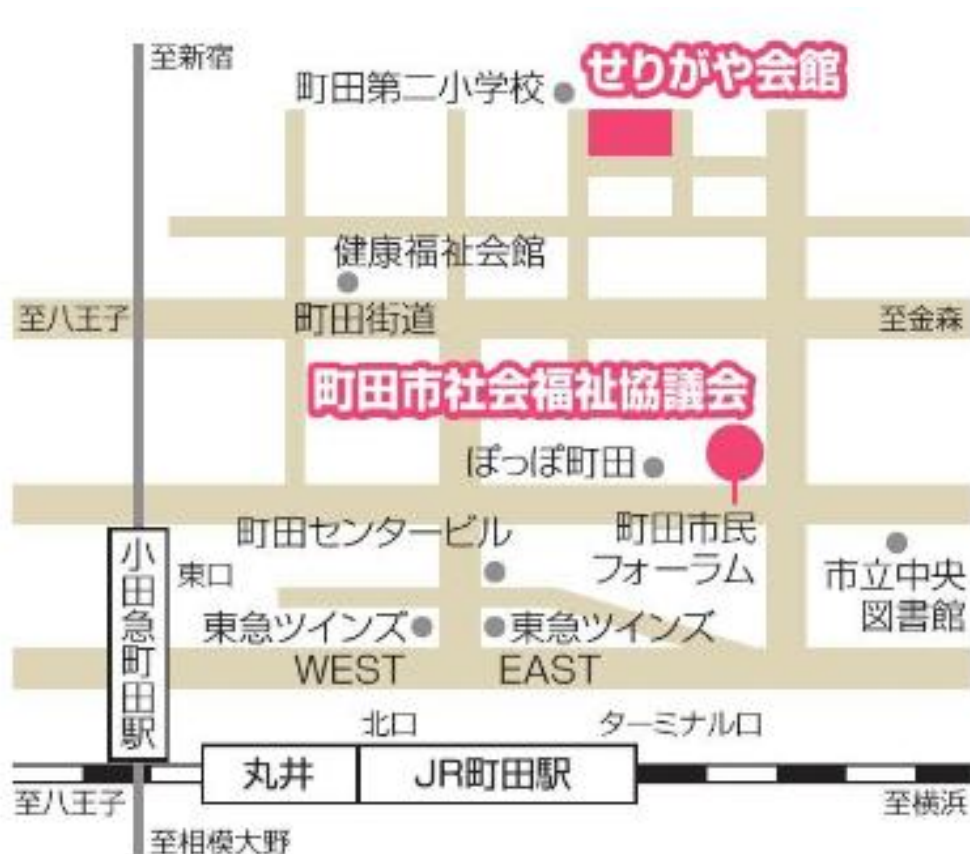 至新宿
町田第二小学校
せりがや会館
健康福祉会館
至八王子
町田街道
至金森
町田市社会福祉協議会
ぽっぽ町田
町田センタービル
町田市民
フォーラム
小田急町田駅
東口
市立中央
図書館
東急ツインズ
WEST
東急ツインズ
EAST
北口
ターミナル口
丸井
JR町田駅
至八王子
至横浜
至相模大野